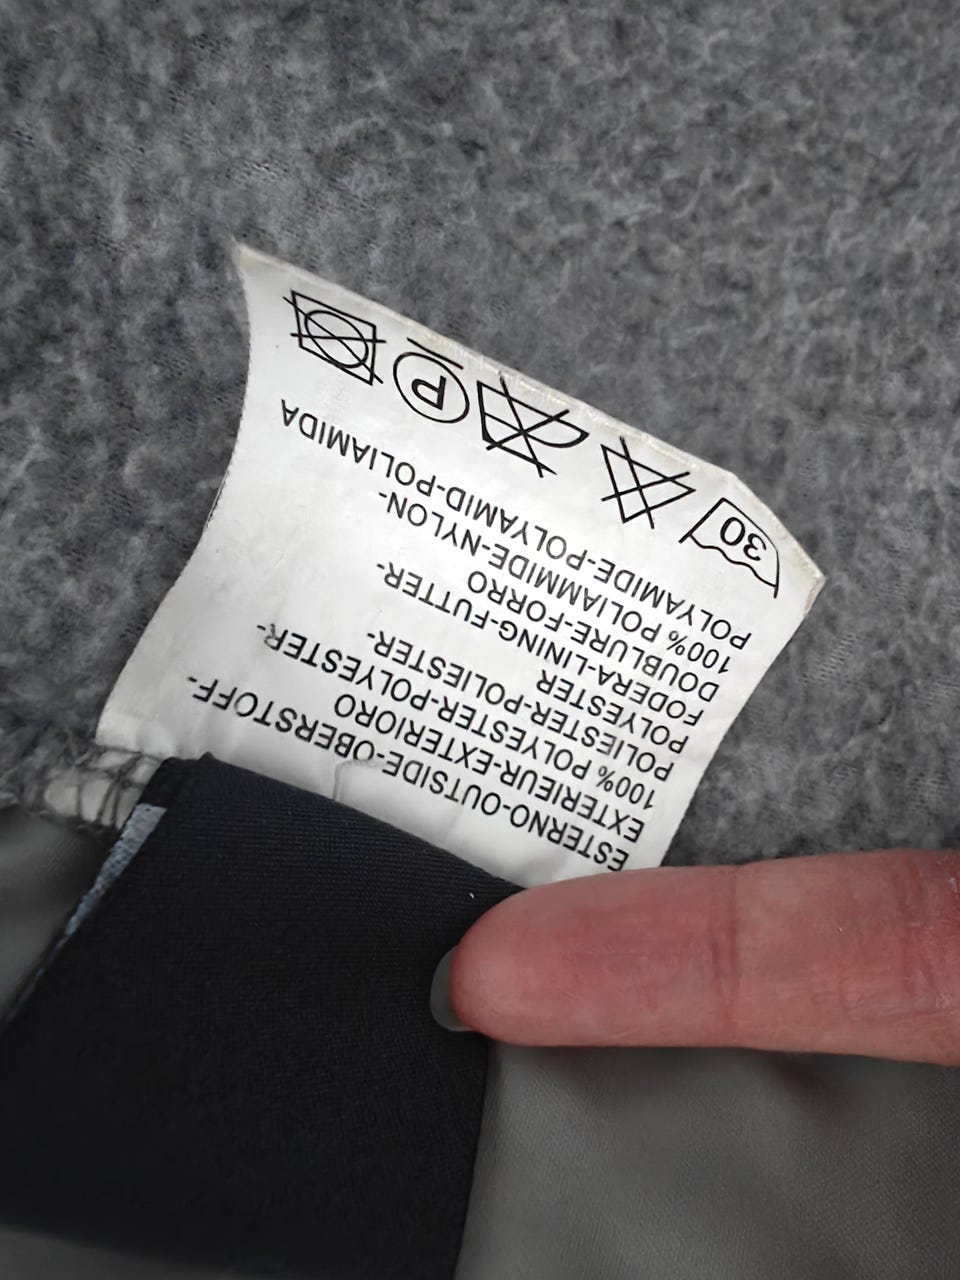 ESTERNO-OUTSIDE-OBERSTOFF-
EXTERIEUR-EXTERIORO
100% POLYESTER-POLYESTER-
POLIESTER-POLIESTER-
POLYESTER
FODERA-LINING-FUTTER-
DOUBLURE-FORRO
100% POLIAMMIDE-NYLON-
POLYAMIDE-POLYAMID-POLIAMIDA
30 P